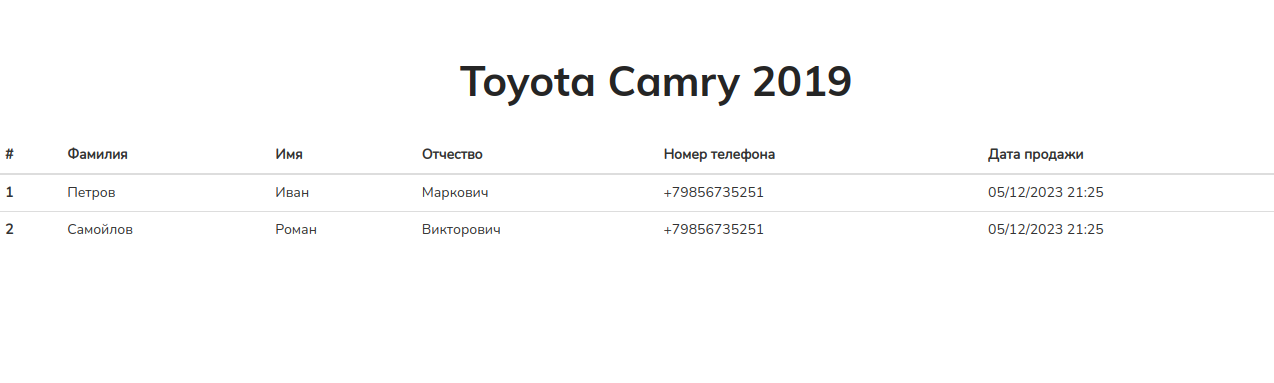 Toyota Camry 2019
# Фамилия Имя Отчество Номер телефона Дата продажи
1 Петров Иван Маркович +79856735251 05/12/2023 21:25
2 Самойлов Роман Викторович +79856735251 05/12/2023 21:25